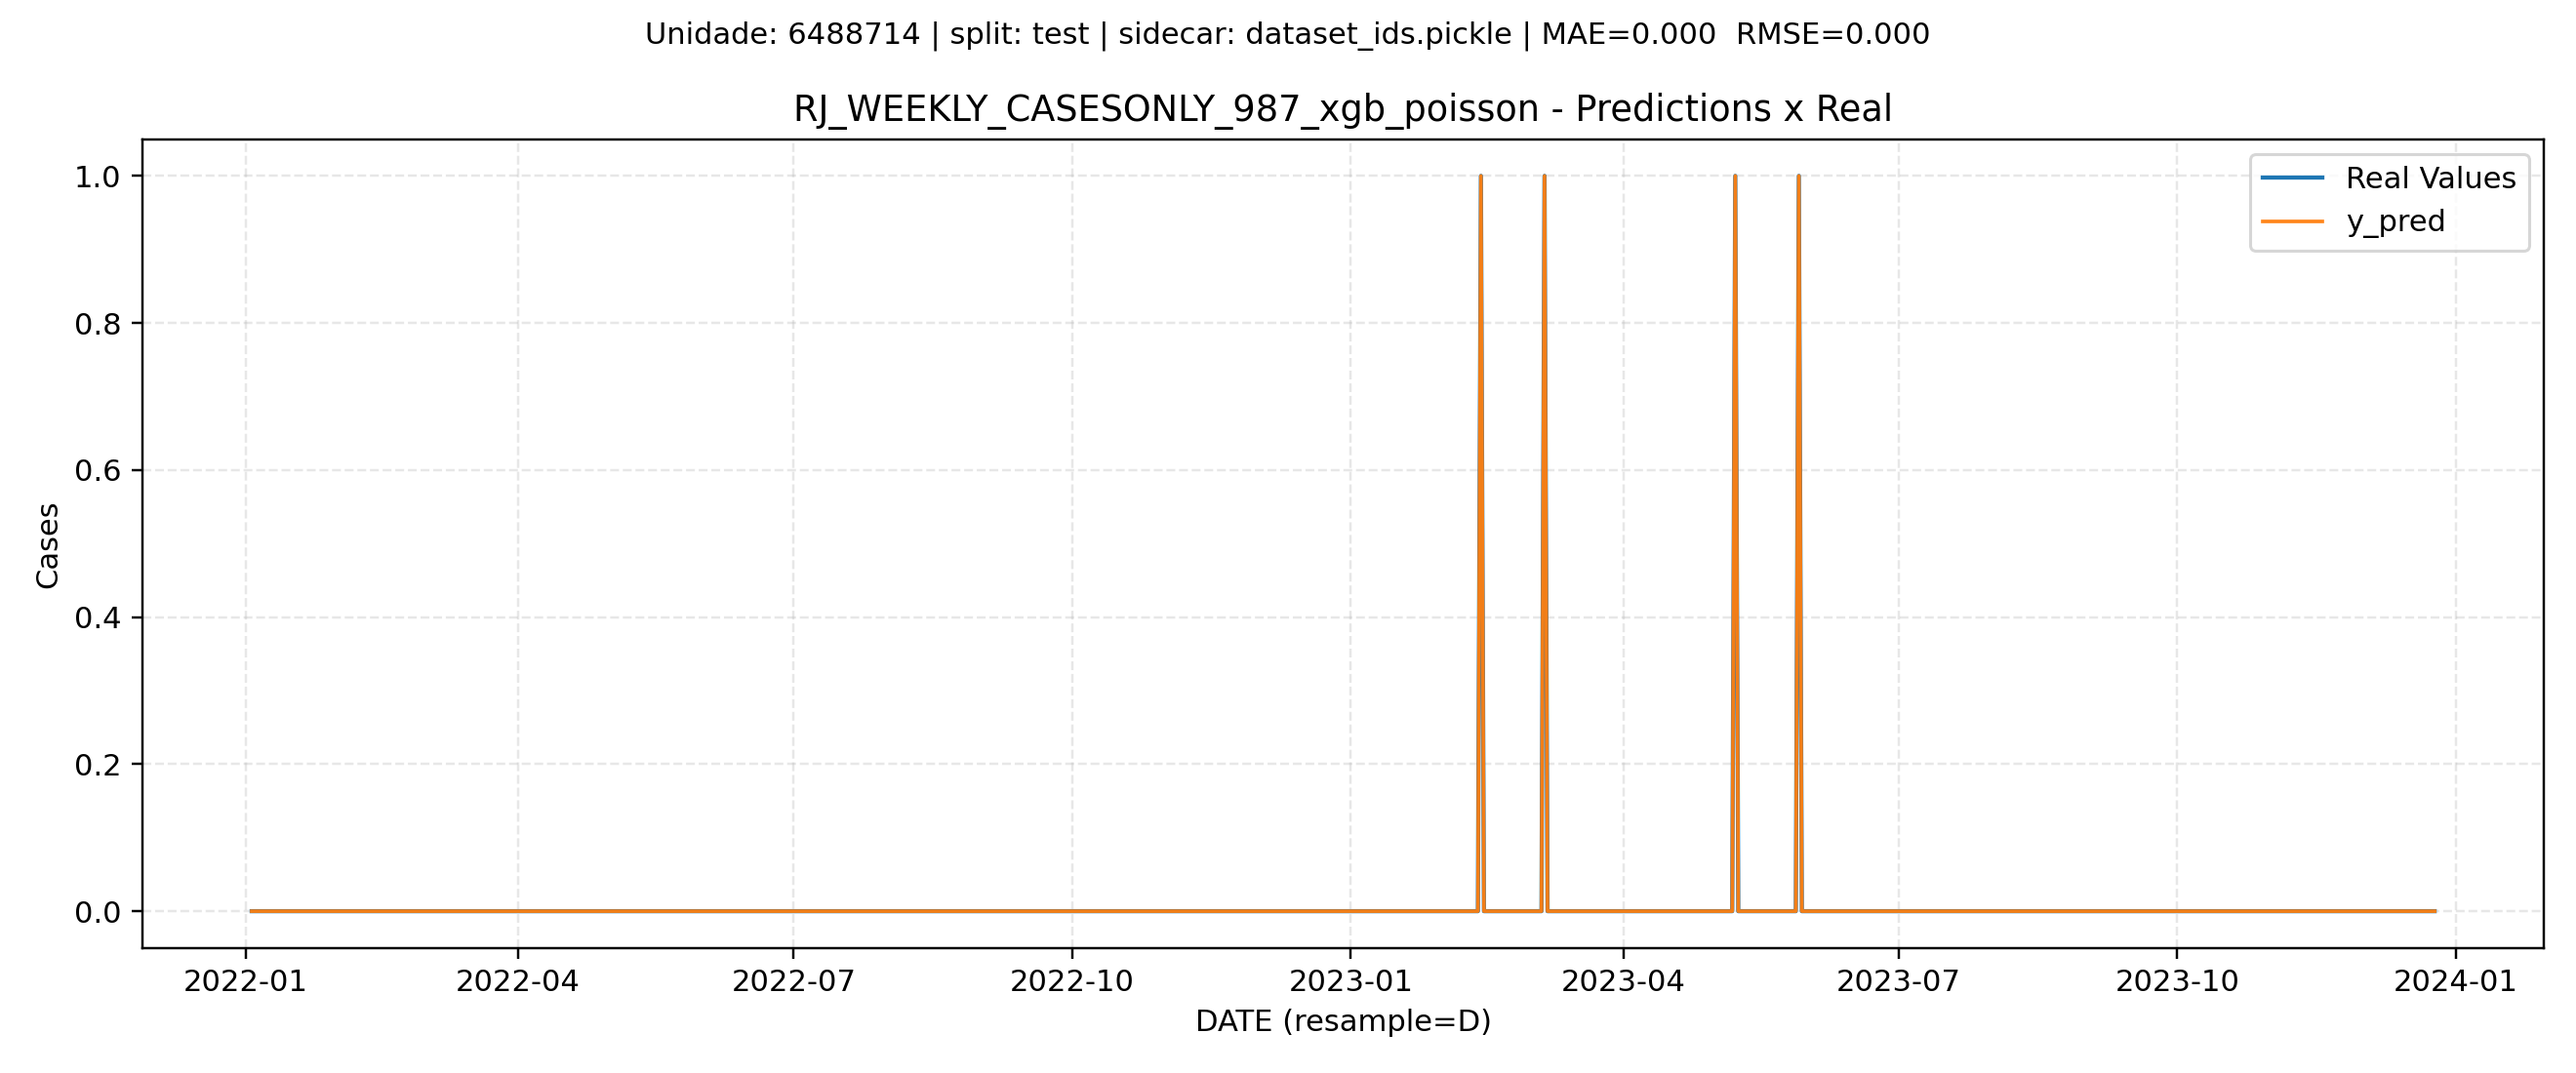 Unidade: 6488714 | split: test | sidecar: dataset_ids.pickle | MAE=0.000  RMSE=0.000
RJ_WEEKLY_CASESONLY_987_xgb_poisson - Predictions x Real
Real Values
y_pred
Cases
1.0
0.8
0.6
0.4
0.2
0.0
2022-01 2022-04 2022-07 2022-10 2023-01 2023-04 2023-07 2023-10 2024-01
DATE (resample=D)